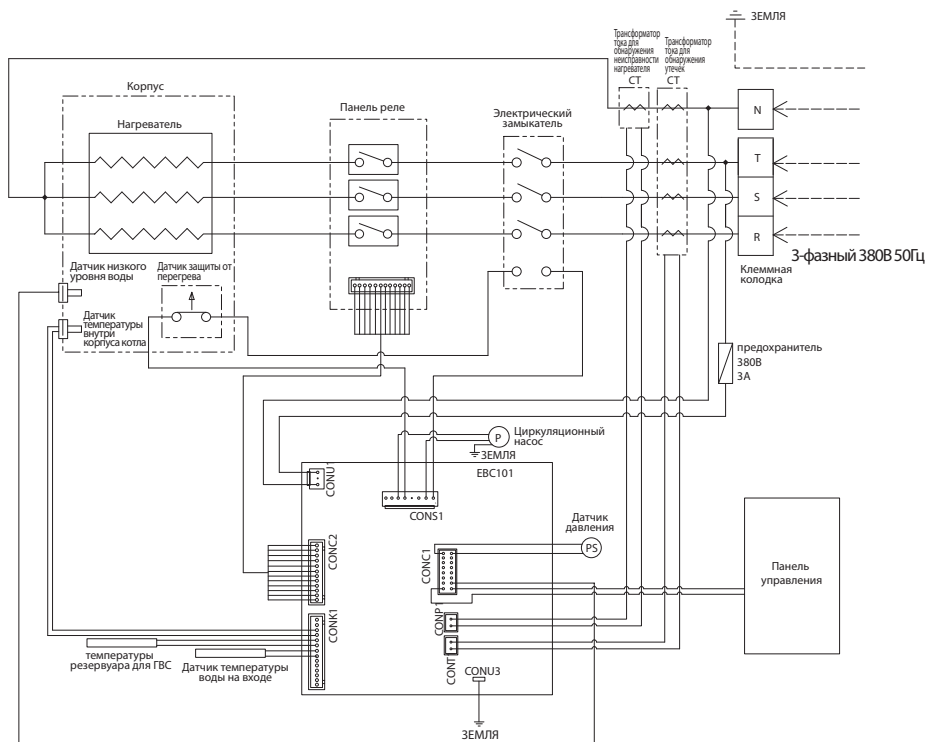 ЗЕМЛЯ
Трансформатор
тока для
обнаружения
неисправности
нагревателя
CT
Трансформатор
тока для
обнаружения
утечек
CT
Корпус
Нагреватель
Панель реле
Электрический
замыкатель
N
T
S
R
3-фазный 380В 50Гц
Клеммная
колодка
Датчик низкого
уровня воды
Датчик защиты от
перегрева
Датчик
температуры
внутри
корпуса котла
предохранитель
380В
3А
P
Циркуляционный
насос
ЗЕМЛЯ
EBC101
CONU1
CONS1
Датчик
давления
PS
CONC2
CONC1
Панель
управления
CONK1
CONP1
CONT
температуры
резервуара для ГВС
Датчик температуры
воды на входе
CONU3
ЗЕМЛЯ